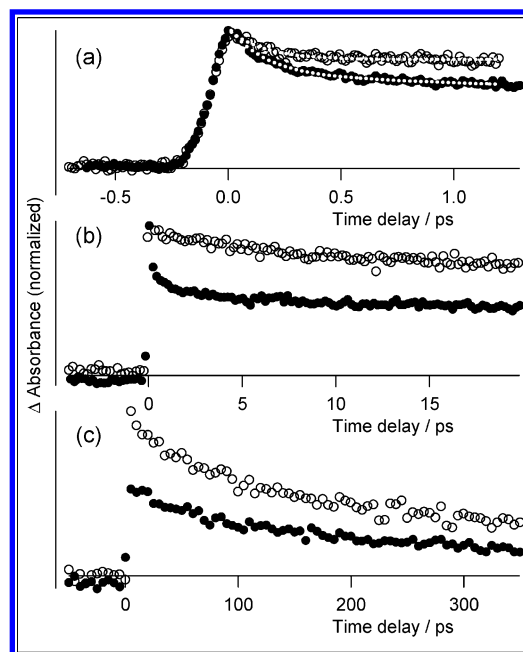 (a)
-0.5 0.0 0.5 1.0
Time delay / ps
(b)
Δ Absorbance (normalized)
0 5 10 15
Time delay / ps
(c)
0 100 200 300
Time delay / ps